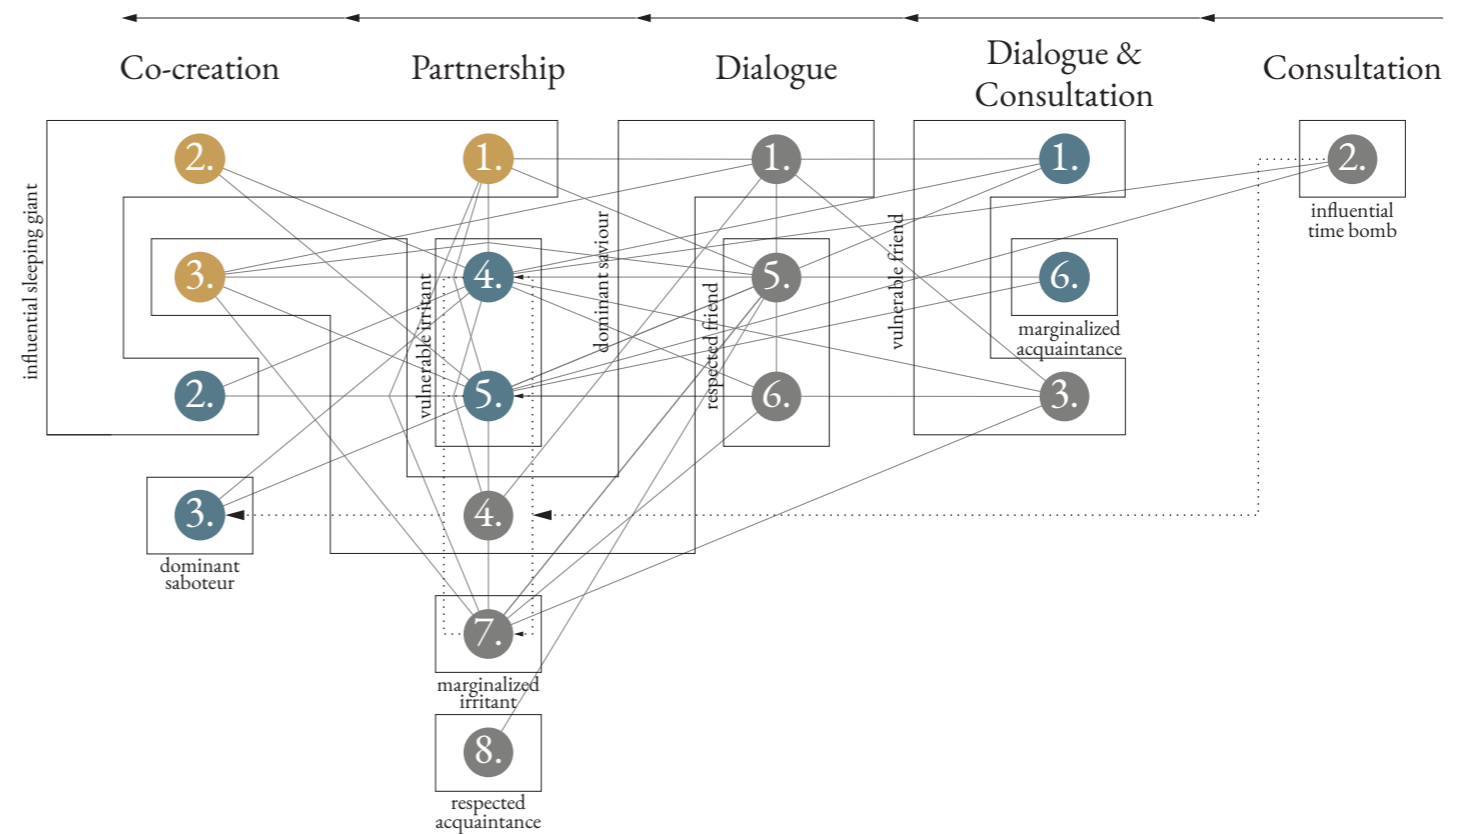 Co-creation
Partnership
Dialogue
Dialogue &
Consultation
Consultation
2.
1.
1.
1.
2.
influential
time bomb
influential sleeping giant
3.
vulnerable irritant
4.
dominant saviour
respected friend
5.
vulnerable friend
6.
marginalized
acquaintance
2.
5.
6.
3.
3.
dominant
saboteur
4.
7.
marginalized
irritant
8.
respected
acquaintance